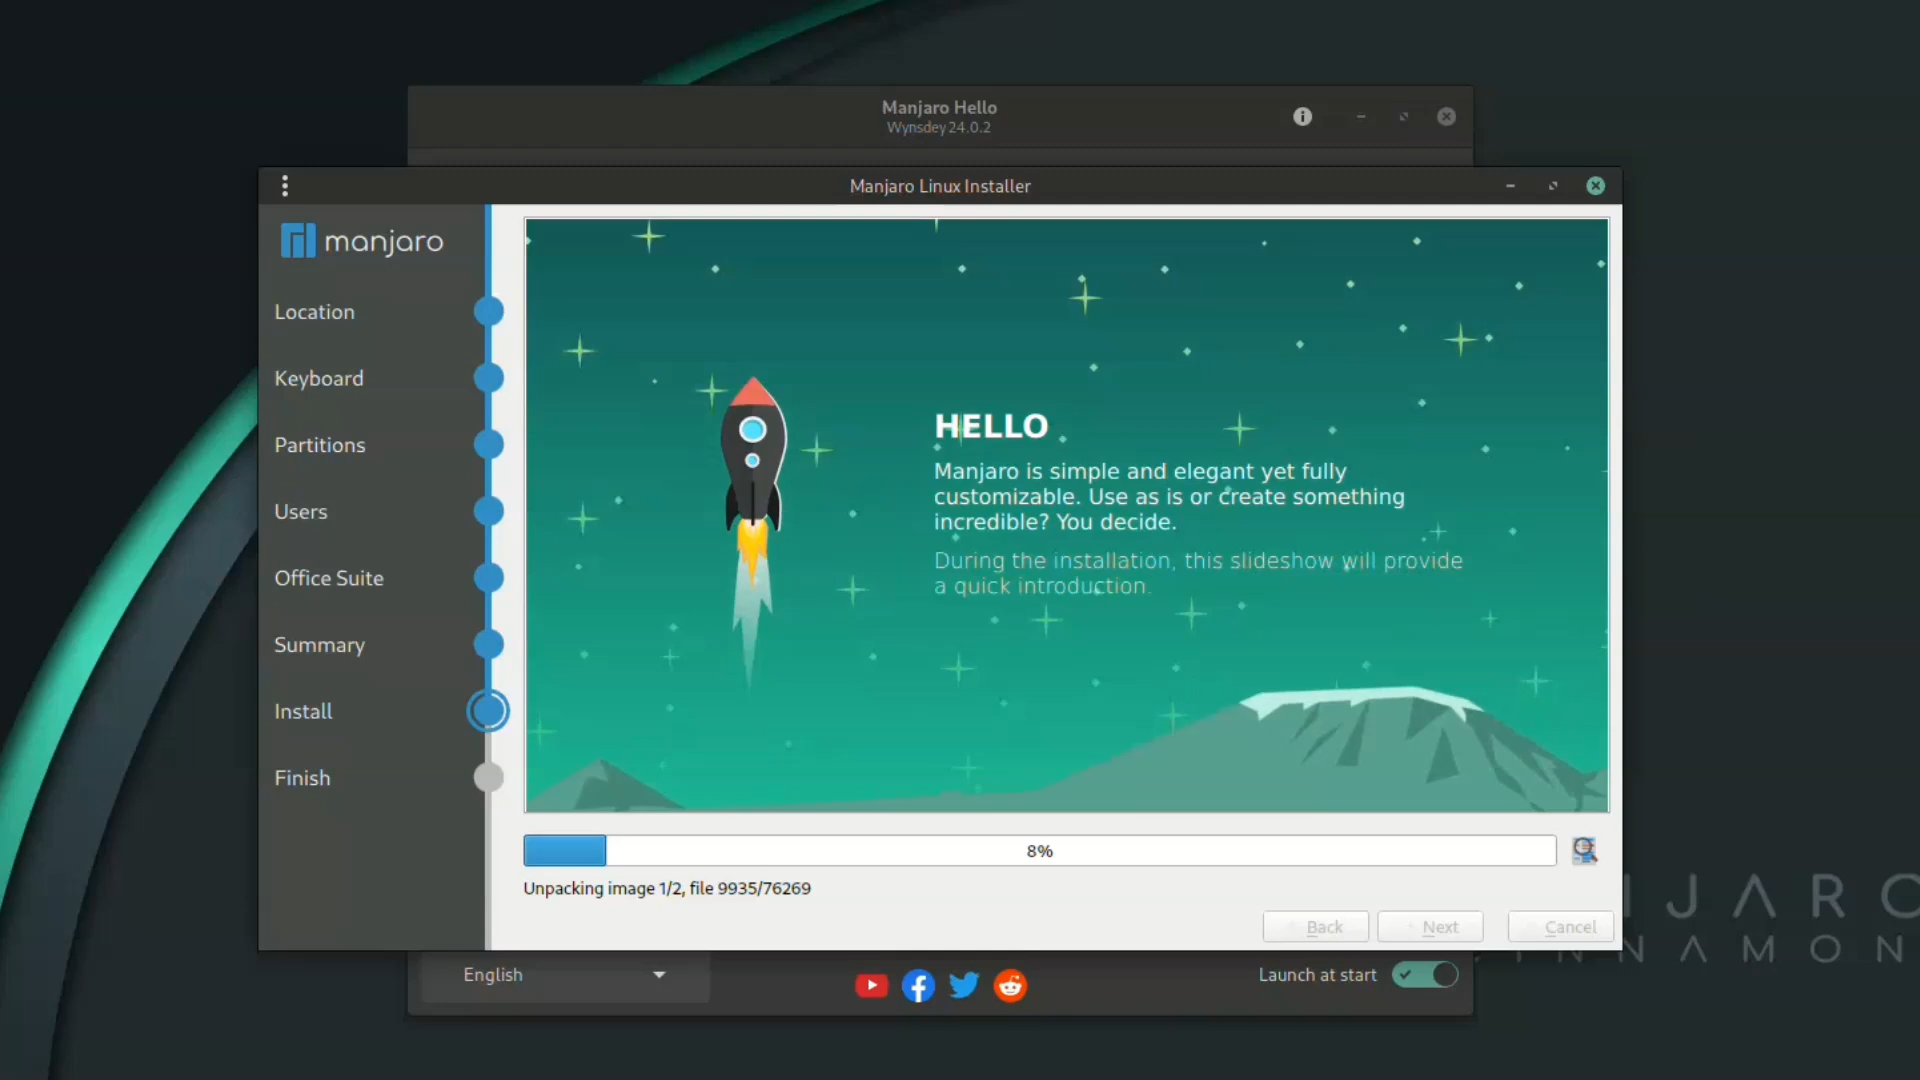 Manjaro Hello
Wynsdey 24.0.2
Manjaro Linux Installer
manjaro
Location
Keyboard
Partitions
Users
Office Suite
Summary
Install
Finish
HELLO
Manjaro is simple and elegant yet fully
customizable. Use as is or create something
incredible? You decide.
During the installation, this slideshow will provide
a quick introduction.
8%
Unpacking image 1/2, file 9935/76269
Back
Next
Cancel
JARO
NNAMON
English
Launch at start